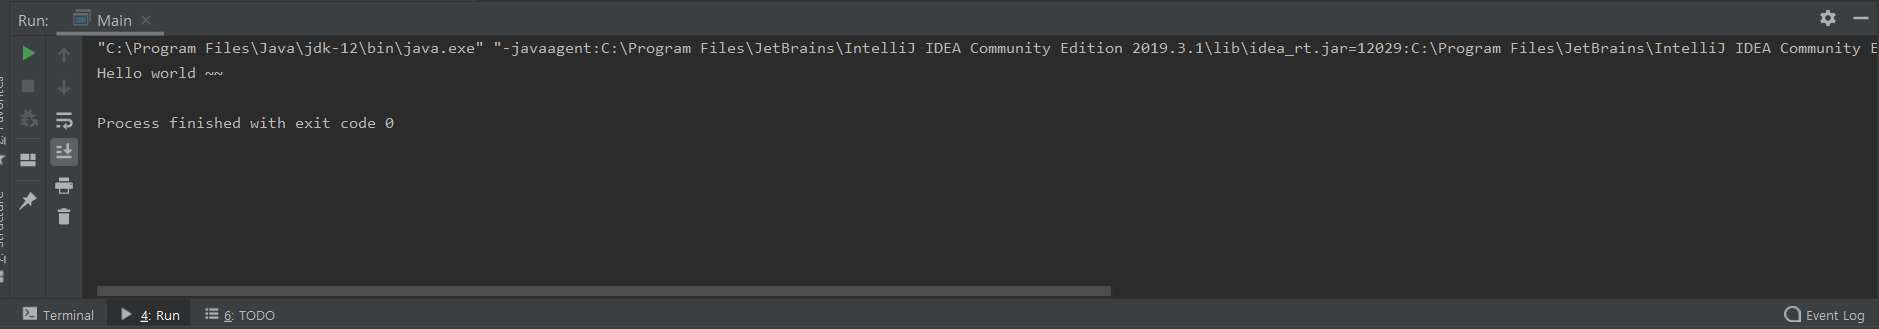 Run: Main
"C:\Program Files\Java\jdk-12\bin\java.exe" "-javaagent:C:\Program Files\JetBrains\IntelliJ IDEA Community Edition 2019.3.1\lib\idea_rt.jar=12029:C:\Program Files\JetBrains\IntelliJ IDEA Community E
Hello world ~~
Process finished with exit code 0
Terminal 4: Run 6: TODO Event Log